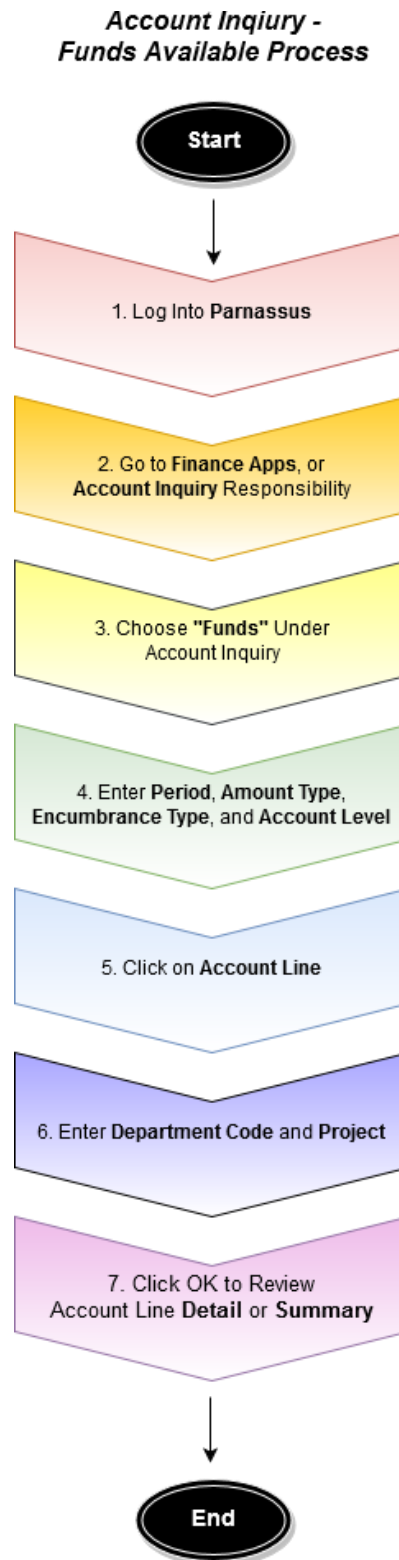 Account Inqiury -
Funds Available Process
Start
1. Log Into Parnassus
2. Go to Finance Apps, or
Account Inquiry Responsibility
3. Choose "Funds" Under
Account Inquiry
4. Enter Period, Amount Type,
Encumbrance Type, and Account Level
5. Click on Account Line
6. Enter Department Code and Project
7. Click OK to Review
Account Line Detail or Summary
End